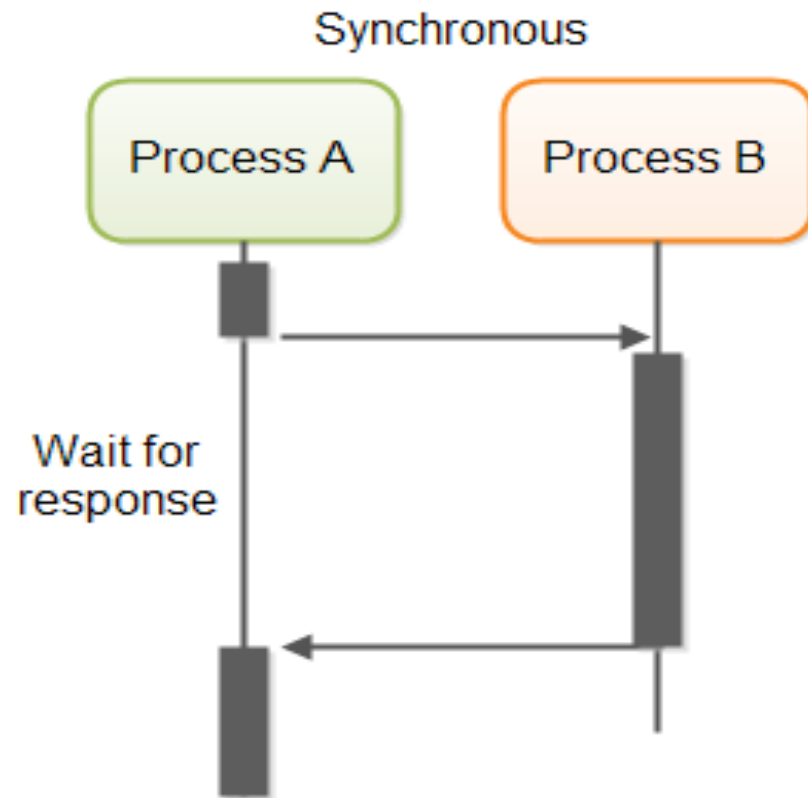 Synchronous
Process A
Process B
Wait for
response